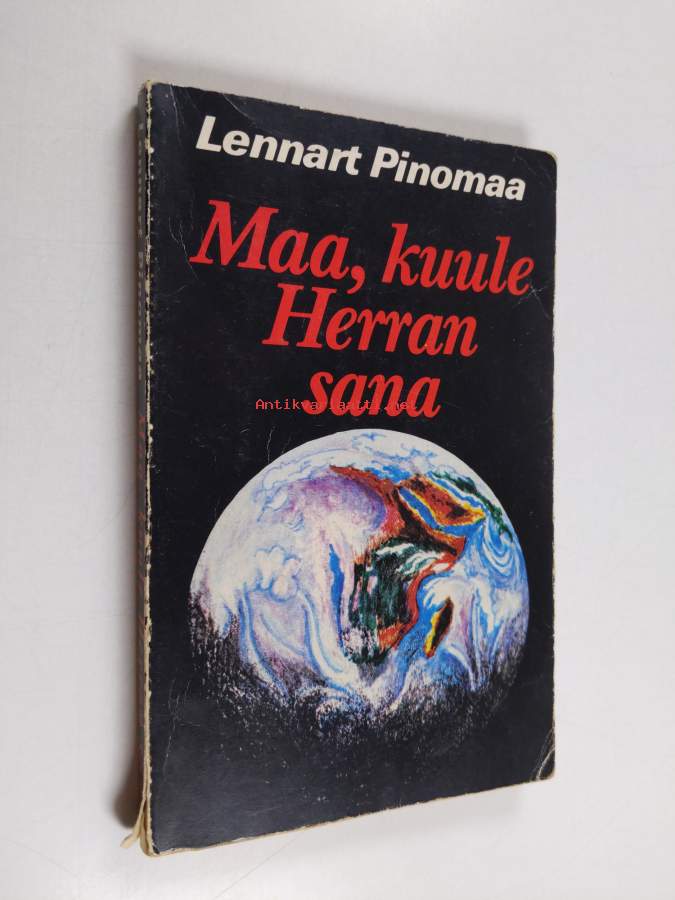 Lennart Pinomaa
Maa, kuule
Herran
sana
Antikvariaatti.net